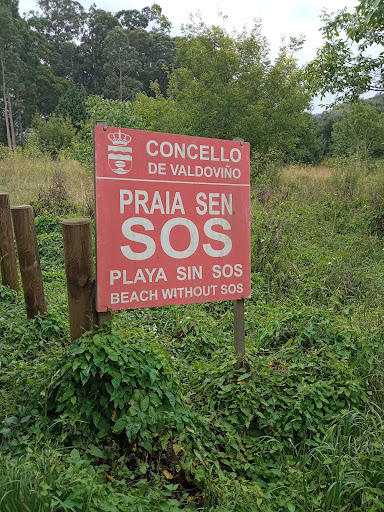 CONCELLO
DE VALDOVIÑO
PRAIA SEN
SOS
PLAYA SIN SOS
BEACH WITHOUT SOS